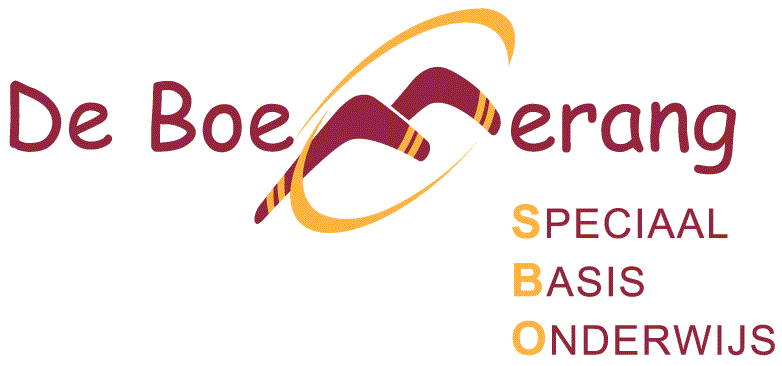 De Boemerang
SPECIAAL
BASIS
ONDERWIJS